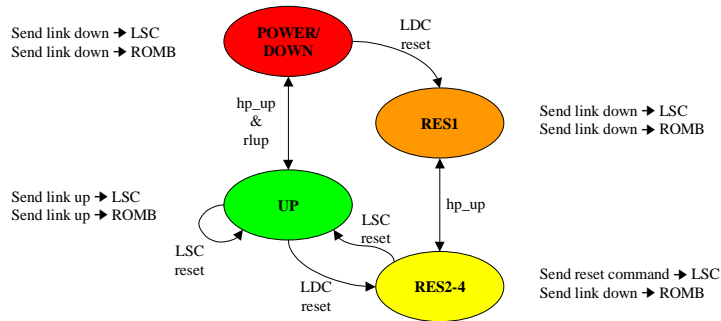 Send link down → LSC
Send link down → ROMB
POWER/
DOWN
LDC
reset
hp_up
&
rlup
RES1
Send link down → LSC
Send link down → ROMB
Send link up → LSC
Send link up → ROMB
UP
hp_up
LSC
reset
LSC
reset
LDC
reset
RES2-4
Send reset command → LSC
Send link down → ROMB